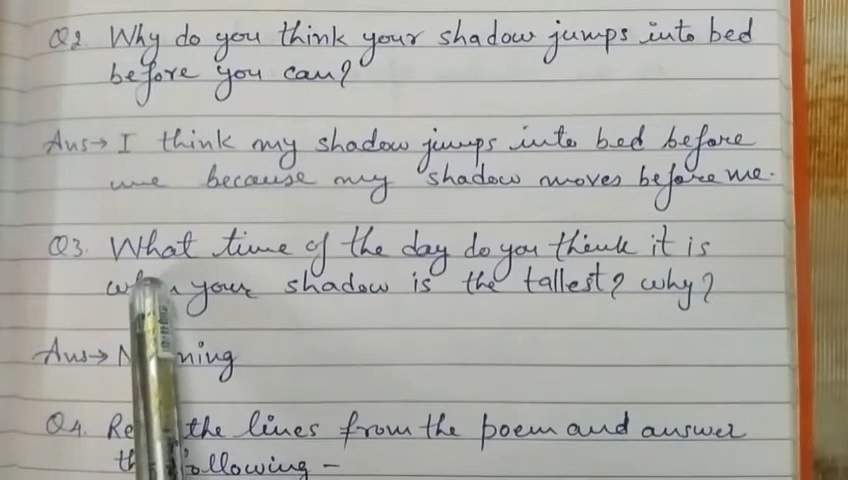 Q2. Why do you think your shadow jumps into bed
before you can?
Ans→ I think my shadow jumps into bed before
me because my shadow moves before me.
Q3. What time of the day do you think it is
your shadow is the tallest? why?
Ans→
Q4. the lines from the poem and answer
following -